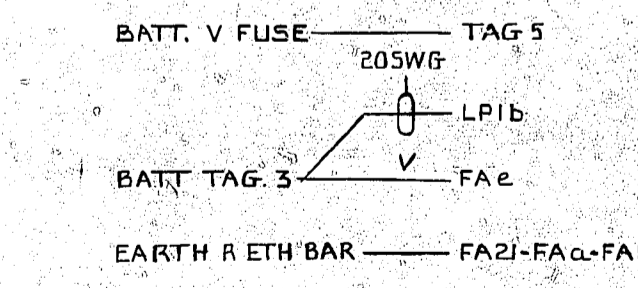 BATT. V FUSE TAG 5
20SWG
LP1b
V
BATT TAG. 3 FAe
EARTH R ETH BAR FA21-FAa-FA